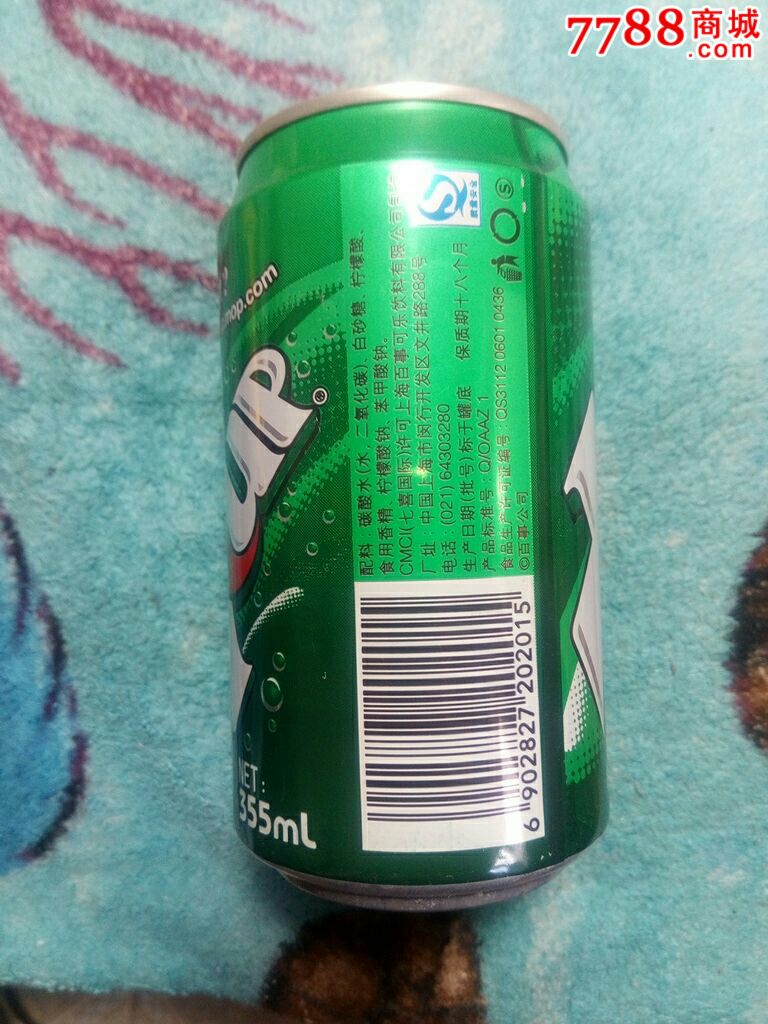 7788商城
.com
mop.com
UP®
配料：碳酸水(水、二氧化碳)、白砂糖、柠檬酸、
食用香精、柠檬酸钠、苯甲酸钠。
CMCI(七喜国际)许可上海百事可乐饮料有限公司
厂址：中国上海市闵行开发区文井路288号
电话：(021) 64303280
生产日期(批号)标于罐底 保质期十八个月
产品标准号：Q/OAAZ 1
食品生产许可证编号：QS3112 0601 0436
©百事公司
质量安全
S
6 902827 202015
NET:
355mL